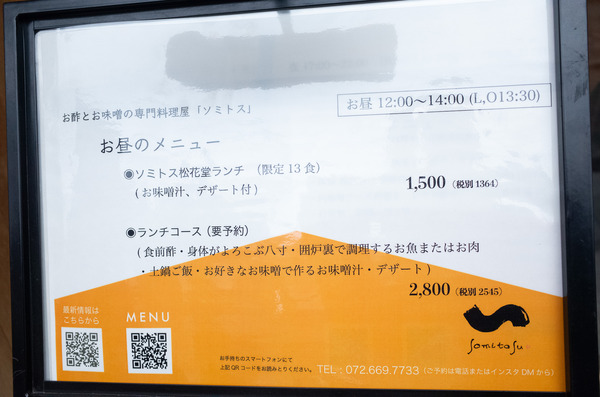 お酢とお味噌の専門料理屋「ソミトス」
お昼 12:00〜14:00 (L,O13:30)
お昼のメニュー
◉ソミトス松花堂ランチ （限定13食）
(お味噌汁、デザート付)
1,500（税別1364）
◉ランチコース（要予約）
(食前酢・身体がよろこぶ八寸・囲炉裏で調理するお魚またはお肉
・土鍋ご飯・お好きなお味噌で作るお味噌汁・デザート)
2,800（税別2545）
somitosu
最新情報は
こちらから
MENU
お手持ちのスマートフォンにて
上記QRコードをお読みとりください。
TEL：072.669.7733（ご予約は電話またはインスタDMから）